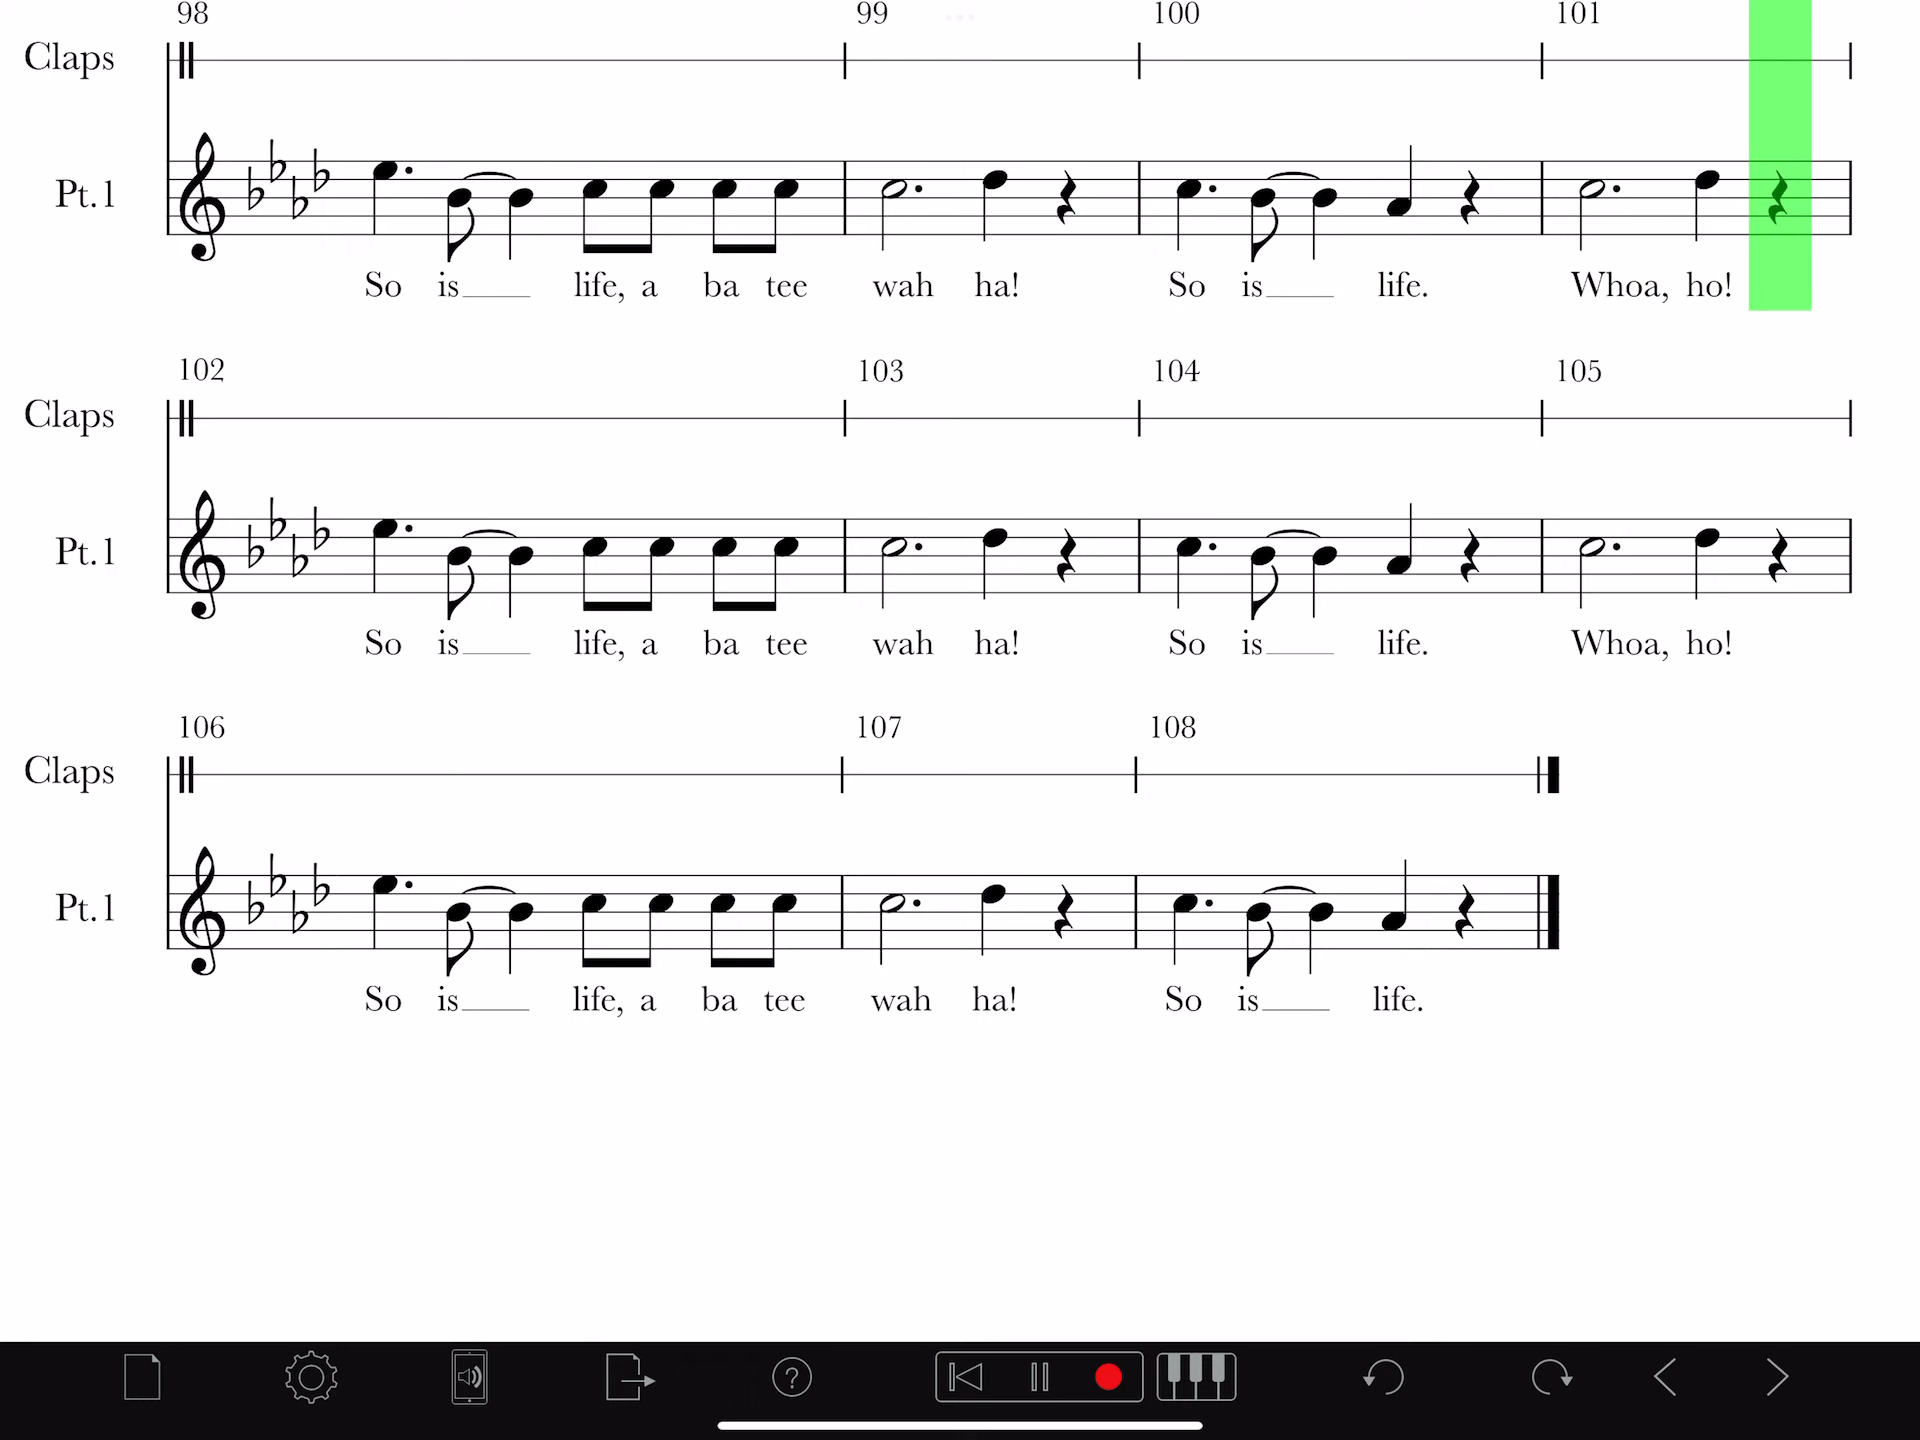 98 99 100 101
Claps
Pt.1
So is life, a ba tee wah ha! So is life. Whoa, ho!
102 103 104 105
Claps
Pt.1
So is life, a ba tee wah ha! So is life. Whoa, ho!
106 107 108
Claps
Pt.1
So is life, a ba tee wah ha! So is life.
?